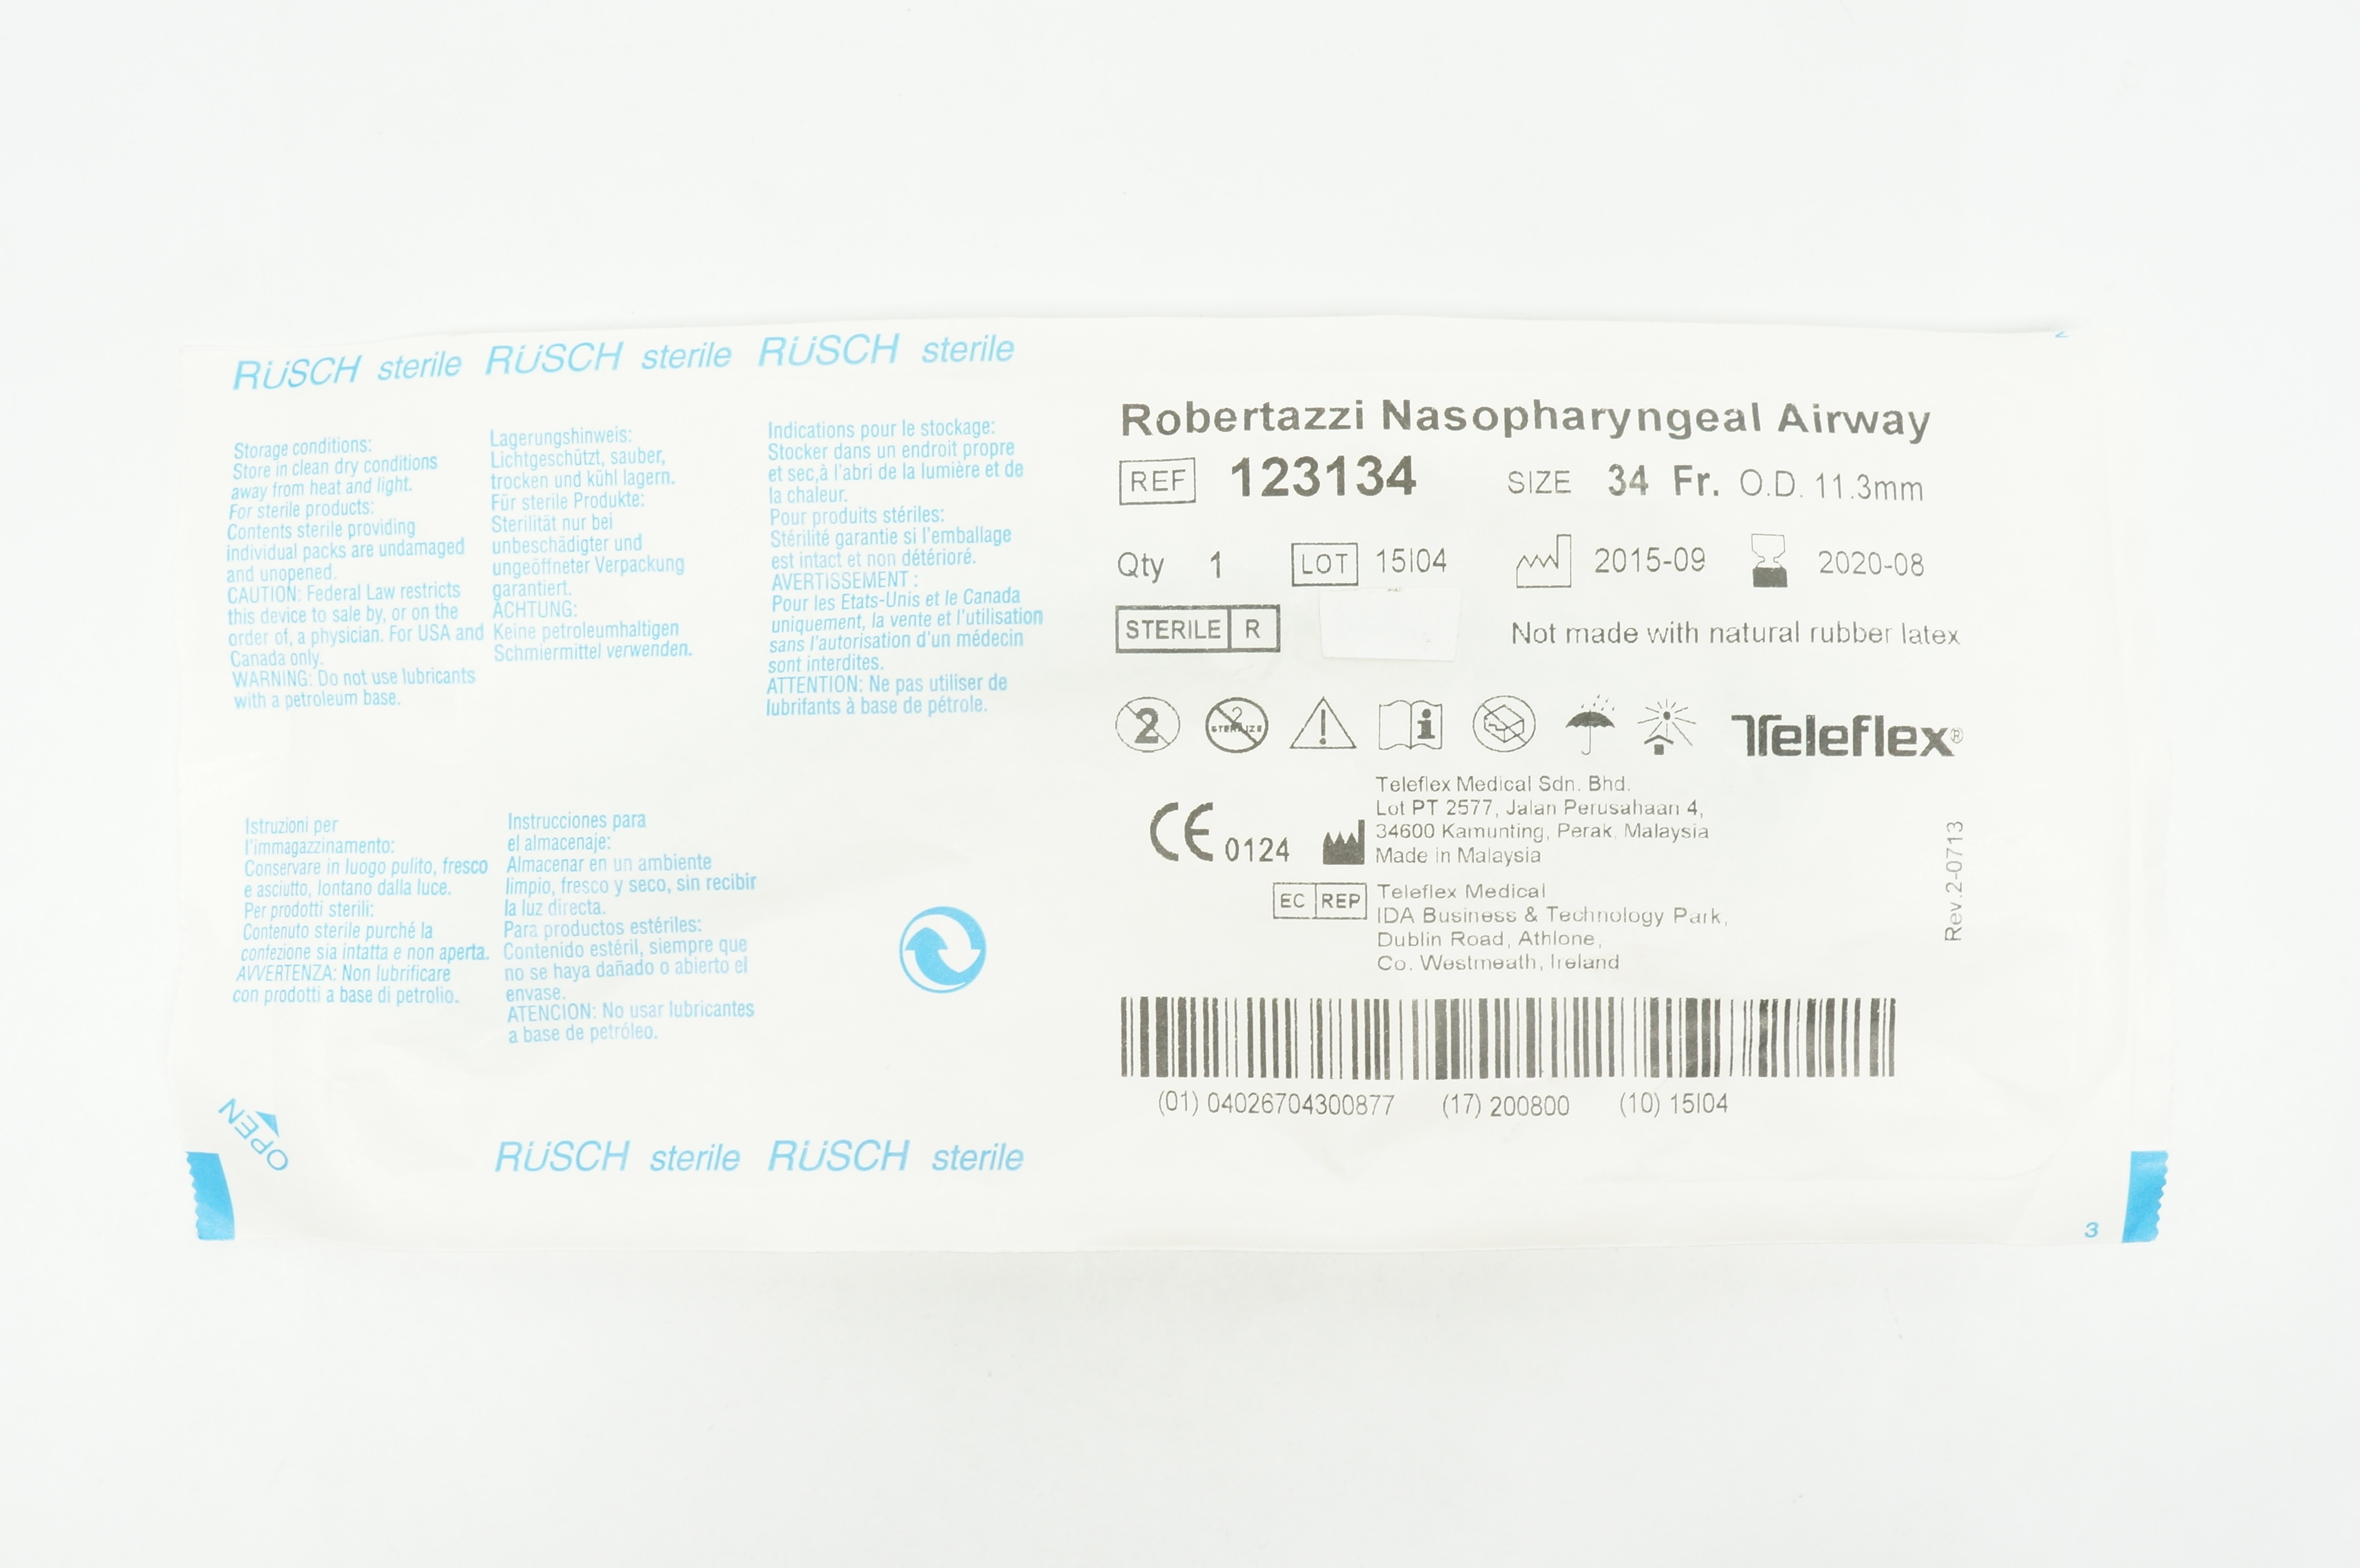 RÜSCH sterile RÜSCH sterile RÜSCH sterile
Storage conditions:
Store in clean dry conditions
away from heat and light.
For sterile products:
Contents sterile providing
individual packs are undamaged
and unopened.
CAUTION: Federal Law restricts
this device to sale by, or on the
order of, a physician. For USA and
Canada only.
WARNING: Do not use lubricants
with a petroleum base.
Lagerungshinweis:
Lichtgeschützt, sauber,
trocken und kühl lagern.
Für sterile Produkte:
Sterilität nur bei
unbeschädigter und
ungeöffneter Verpackung
garantiert.
ACHTUNG:
Keine petroleumhaltigen
Schmiermittel verwenden.
Indications pour le stockage:
Stocker dans un endroit propre
et sec,à l'abri de la lumière et de
la chaleur.
Pour produits stériles:
Stérilité garantie si l'emballage
est intact et non détérioré.
AVERTISSEMENT :
Pour les Etats-Unis et le Canada
uniquement, la vente et l'utilisation
sans l'autorisation d'un médecin
sont interdites.
ATTENTION: Ne pas utiliser de
lubrifants à base de pétrole.
Istruzioni per
l'immagazzinamento:
Conservare in luogo pulito, fresco
e asciutto, lontano dalla luce.
Per prodotti sterili:
Contenuto sterile purché la
confezione sia intatta e non aperta.
AVVERTENZA: Non lubrificare
con prodotti a base di petrolio.
Instrucciones para
el almacenaje:
Almacenar en un ambiente
limpio, fresco y seco, sin recibir
la luz directa.
Para productos estériles:
Contenido estéril, siempre que
no se haya dañado o abierto el
envase.
ATENCION: No usar lubricantes
a base de petróleo.
OPEN
RÜSCH sterile RÜSCH sterile
Robertazzi Nasopharyngeal Airway
REF 123134 SIZE 34 Fr. O.D. 11.3mm
Qty 1 LOT 15I04 2015-09 2020-08
STERILE R Not made with natural rubber latex
2 2 STERILIZE ! i Teleflex®
Teleflex Medical Sdn. Bhd.
Lot PT 2577, Jalan Perusahaan 4,
34600 Kamunting, Perak, Malaysia
Made in Malaysia
CE 0124
EC REP
Teleflex Medical
IDA Business & Technology Park,
Dublin Road, Athlone,
Co. Westmeath, Ireland
Rev.2-0713
(01) 04026704300877 (17) 200800 (10) 15I04
3